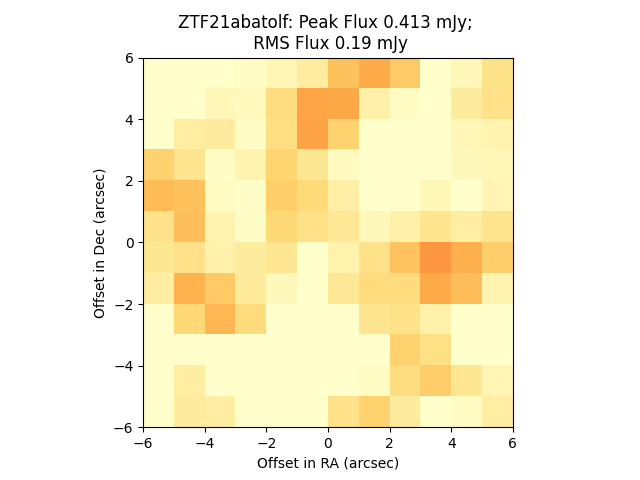 ZTF21abatolf: Peak Flux 0.413 mJy;
RMS Flux 0.19 mJy
6
4
2
0
−2
−4
−6
Offset in Dec (arcsec)
−6 −4 −2 0 2 4 6
Offset in RA (arcsec)